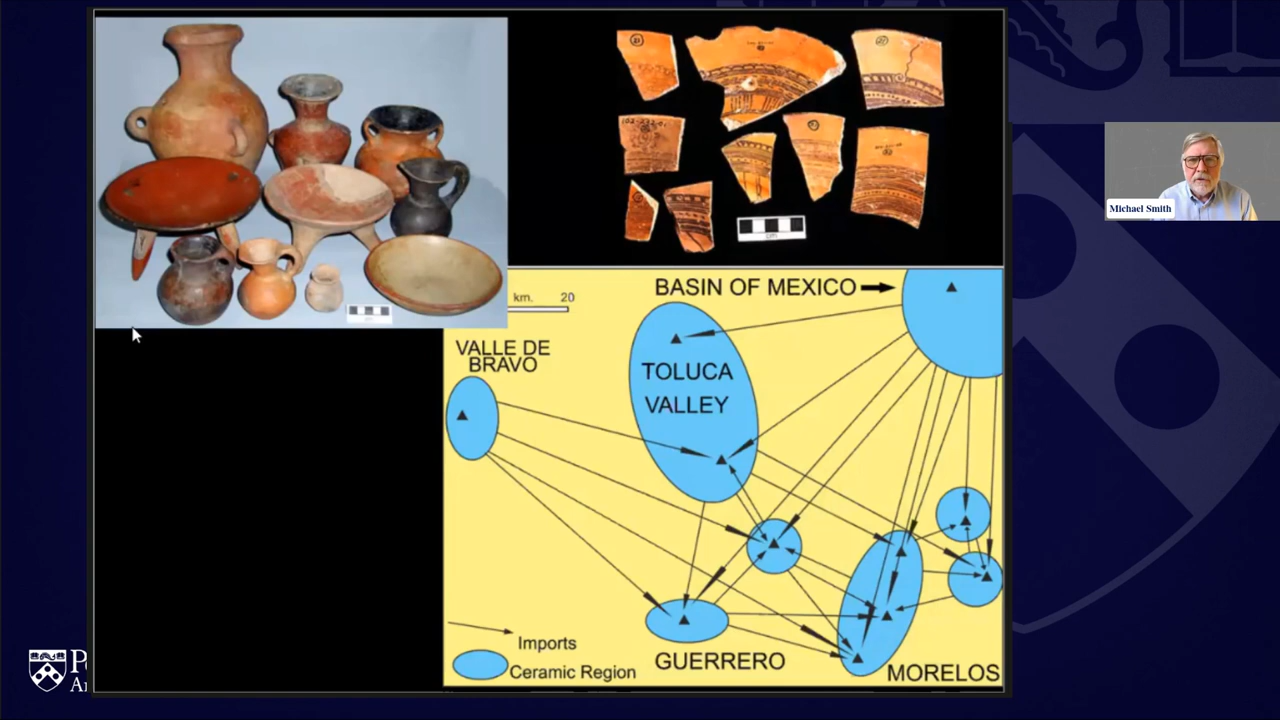 BASIN OF MEXICO
km. 20
VALLE DE
BRAVO
TOLUCA
VALLEY
Imports
Ceramic Region
GUERRERO
MORELOS
Michael Smith